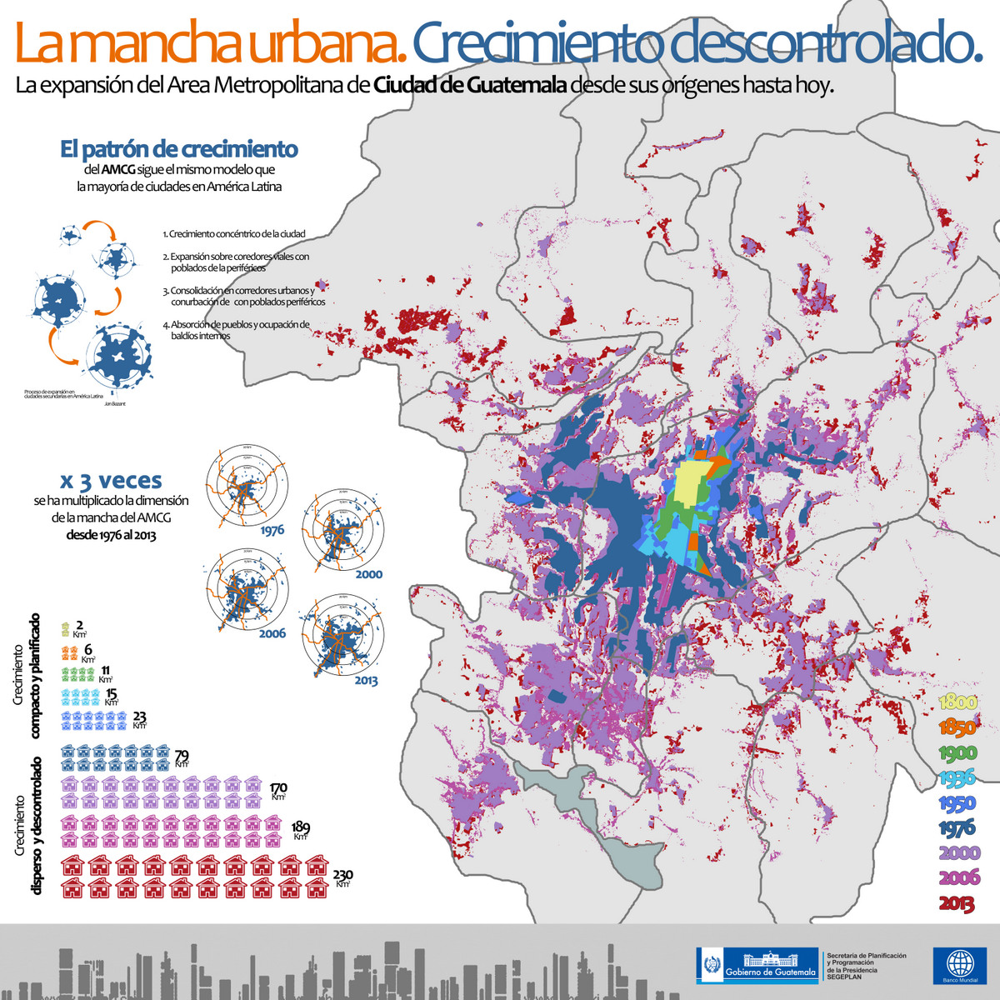 La mancha urbana. Crecimiento descontrolado.
La expansión del Area Metropolitana de Ciudad de Guatemala desde sus orígenes hasta hoy.
El patrón de crecimiento
del AMCG sigue el mismo modelo que
la mayoría de ciudades en América Latina
1. Crecimiento concéntrico de la ciudad
2. Expansión sobre coredores viales con
poblados de la periféricos
3. Consolidación en corredores urbanos y
conurbación de con poblados periféricos
4. Absorción de pueblos y ocupación de
baldíos internos
Proceso de expansión en
ciudades secundarias en América Latina
Jan Bazant
x 3 veces
se ha multiplicado la dimensión
de la mancha del AMCG
desde 1976 al 2013
1976
2000
2006
2013
Crecimiento
compacto y planificado
2
Km²
6
Km²
11
Km²
15
Km²
23
Km²
Crecimiento
disperso y descontrolado
79
Km²
170
Km²
189
Km²
230
Km²
1800
1850
1900
1936
1950
1976
2000
2006
2013
Gobierno de Guatemala
Secretaria de Planificación
y Programación
de la Presidencia
SEGEPLAN
Banco Mundial